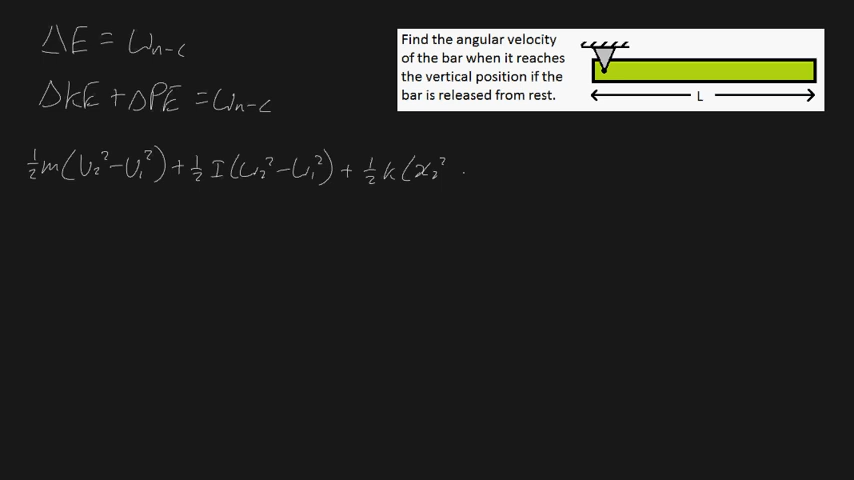 ΔE = Wn-c
ΔKE + ΔPE = Wn-c
½m(v₂² - v₁²) + ½I(ω₂² - ω₁²) + ½k(x₂²
Find the angular velocity
of the bar when it reaches
the vertical position if the
bar is released from rest.
L